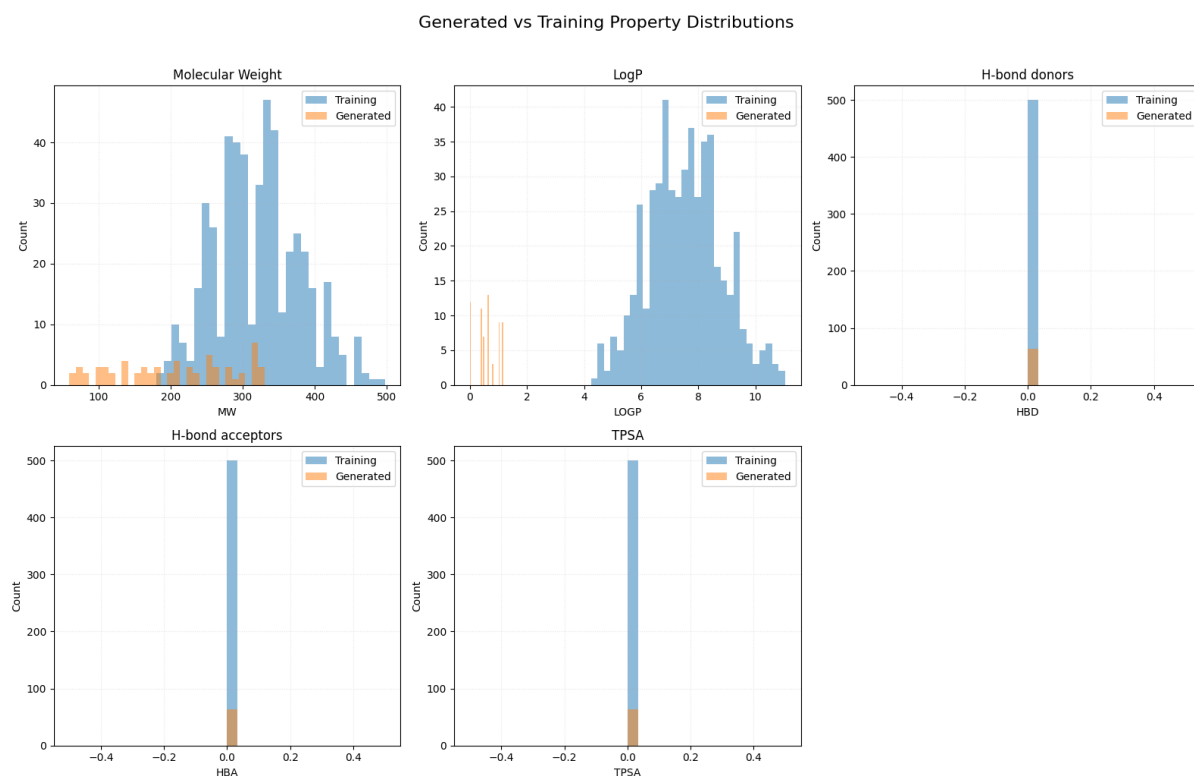 Generated vs Training Property Distributions
Molecular Weight
Training
Generated
Count
40
30
20
10
0
100 200 300 400 500
MW
LogP
Training
Generated
Count
40
35
30
25
20
15
10
5
0
0 2 4 6 8 10
LOGP
H-bond donors
Training
Generated
Count
500
400
300
200
100
0
−0.4 −0.2 0.0 0.2 0.4
HBD
H-bond acceptors
Training
Generated
Count
500
400
300
200
100
0
−0.4 −0.2 0.0 0.2 0.4
HBA
TPSA
Training
Generated
Count
500
400
300
200
100
0
−0.4 −0.2 0.0 0.2 0.4
TPSA